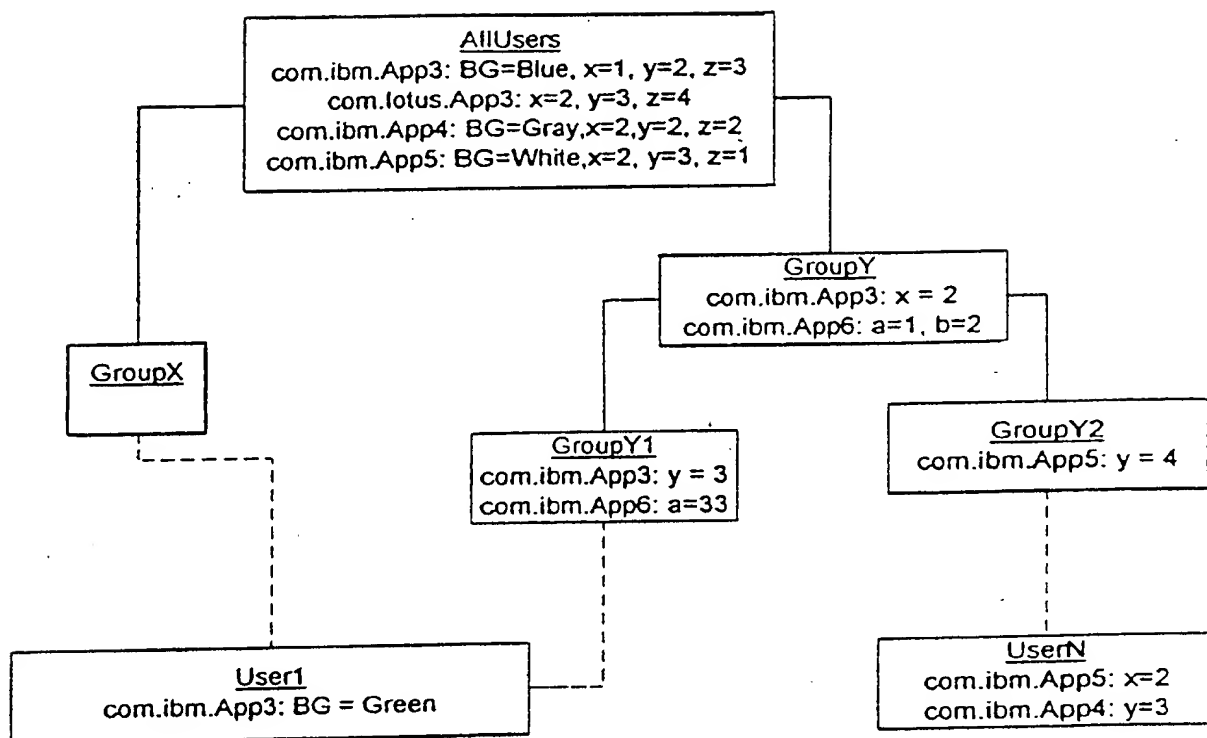 AllUsers
com.ibm.App3: BG=Blue, x=1, y=2, z=3
com.lotus.App3: x=2, y=3, z=4
com.ibm.App4: BG=Gray,x=2,y=2, z=2
com.ibm.App5: BG=White,x=2, y=3, z=1
GroupY
com.ibm.App3: x = 2
com.ibm.App6: a=1, b=2
GroupX
GroupY1
com.ibm.App3: y = 3
com.ibm.App6: a=33
GroupY2
com.ibm.App5: y = 4
User1
com.ibm.App3: BG = Green
UserN
com.ibm.App5: x=2
com.ibm.App4: y=3